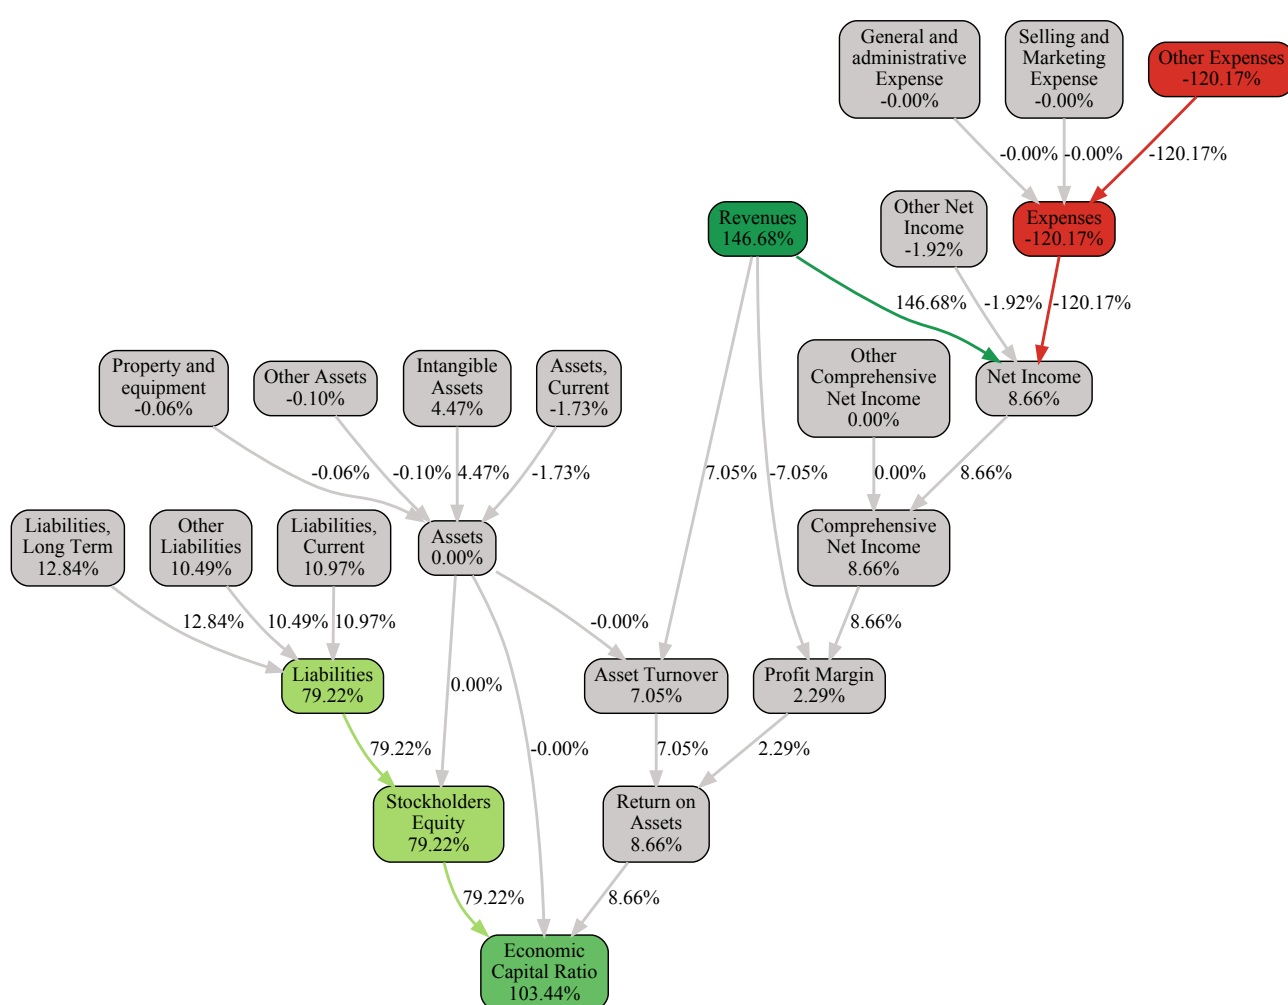 General and
administrative
Expense
-0.00%
Selling and
Marketing
Expense
-0.00%
Other Expenses
-120.17%
-0.00%
-0.00%
-120.17%
Revenues
146.68%
Other Net
Income
-1.92%
Expenses
-120.17%
146.68%
-1.92%
-120.17%
Property and
equipment
-0.06%
Other Assets
-0.10%
Intangible
Assets
4.47%
Assets,
Current
-1.73%
Other
Comprehensive
Net Income
0.00%
Net Income
8.66%
-0.06%
-0.10%
4.47%
-1.73%
7.05%
-7.05%
0.00%
8.66%
Liabilities,
Long Term
12.84%
Other
Liabilities
10.49%
Liabilities,
Current
10.97%
Assets
0.00%
Comprehensive
Net Income
8.66%
12.84%
10.49%
10.97%
-0.00%
8.66%
Liabilities
79.22%
0.00%
Asset Turnover
7.05%
Profit Margin
2.29%
79.22%
-0.00%
7.05%
2.29%
Stockholders
Equity
79.22%
Return on
Assets
8.66%
79.22%
8.66%
Economic
Capital Ratio
103.44%